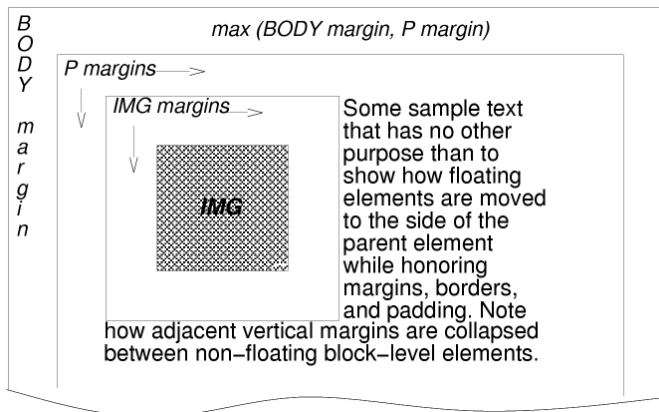 BODY margin
max (BODY margin, P margin)
P margins
IMG margins
IMG
Some sample text
that has no other
purpose than to
show how floating
elements are moved
to the side of the
parent element
while honoring
margins, borders,
and padding. Note
how adjacent vertical margins are collapsed
between non–floating block–level elements.